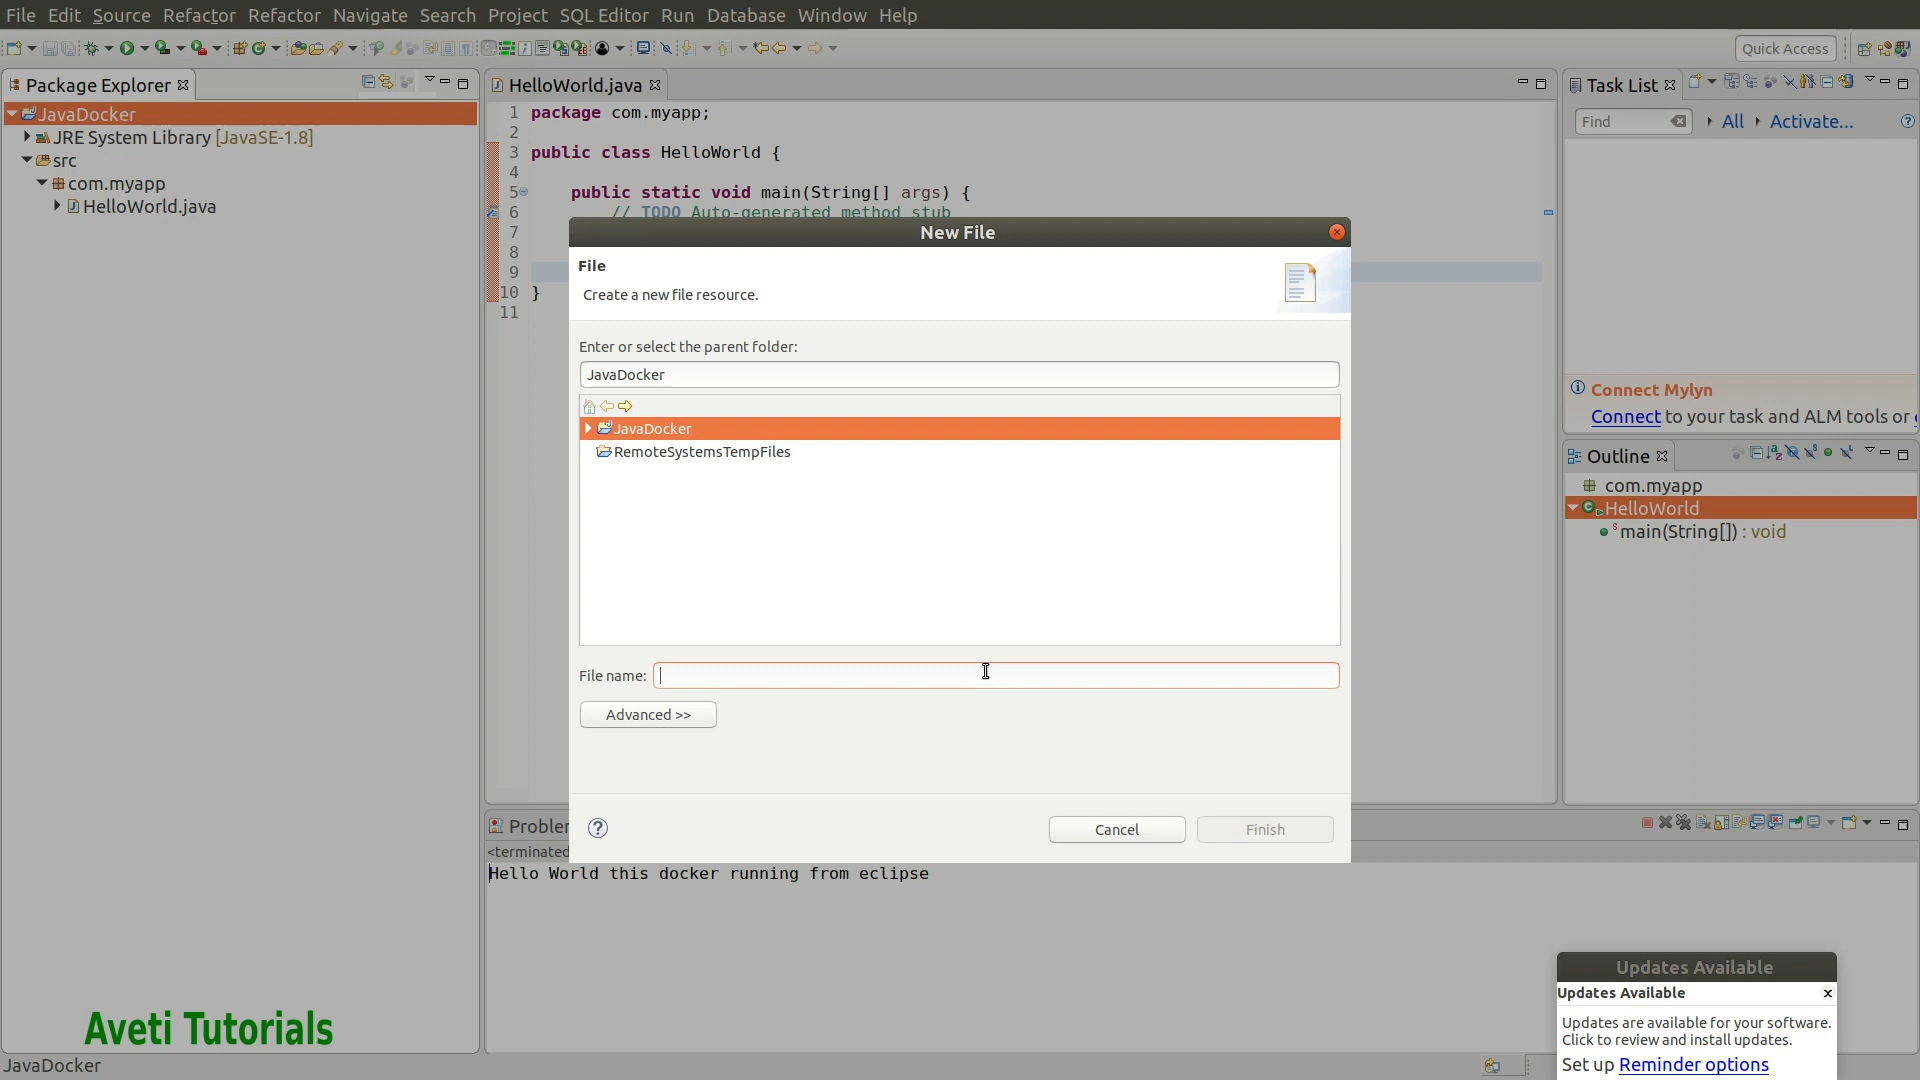 File Edit Source Refactor Refactor Navigate Search Project SQL Editor Run Database Window Help
Quick Access
Package Explorer
JavaDocker
JRE System Library [JavaSE-1.8]
src
com.myapp
HelloWorld.java
HelloWorld.java
1 package com.myapp;
2
3 public class HelloWorld {
4
5 public static void main(String[] args) {
6 // TODO Auto-generated method stub
7
8
9
10 }
11
New File
File
Create a new file resource.
Enter or select the parent folder:
JavaDocker
JavaDocker
RemoteSystemsTempFiles
File name:
Advanced >>
Cancel
Finish
Task List
Find
All
Activate...
Connect Mylyn
Connect to your task and ALM tools or
Outline
com.myapp
HelloWorld
main(String[]) : void
Problem
<terminated
Hello World this docker running from eclipse
Updates Available
Updates Available
Updates are available for your software.
Click to review and install updates.
Set up Reminder options
Aveti Tutorials
JavaDocker